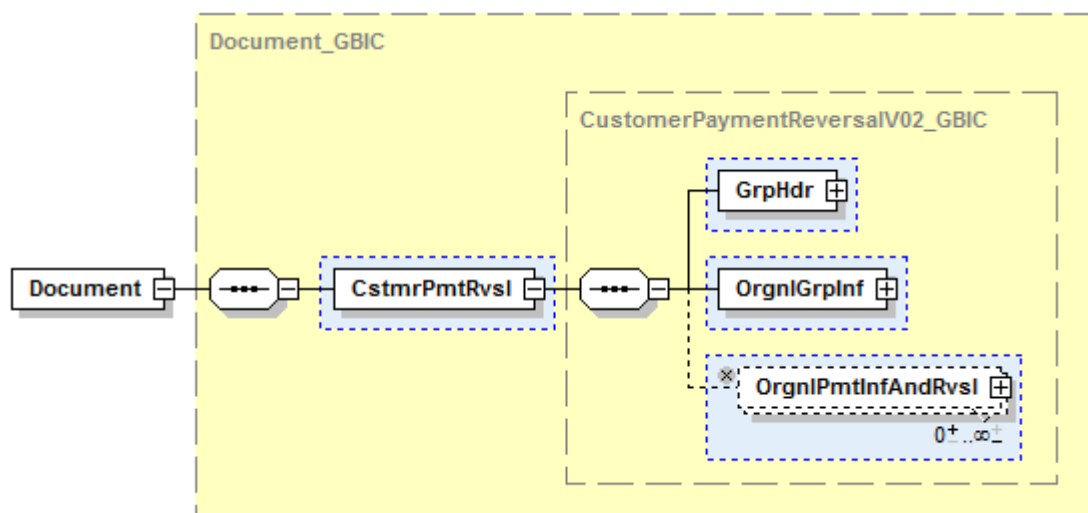 Document_GBIC
CustomerPaymentReversalV02_GBIC
GrpHdr
Document
CstmrPmtRvsl
OrgnlGrpInf
OrgnlPmtInfAndRvsl
0..∞